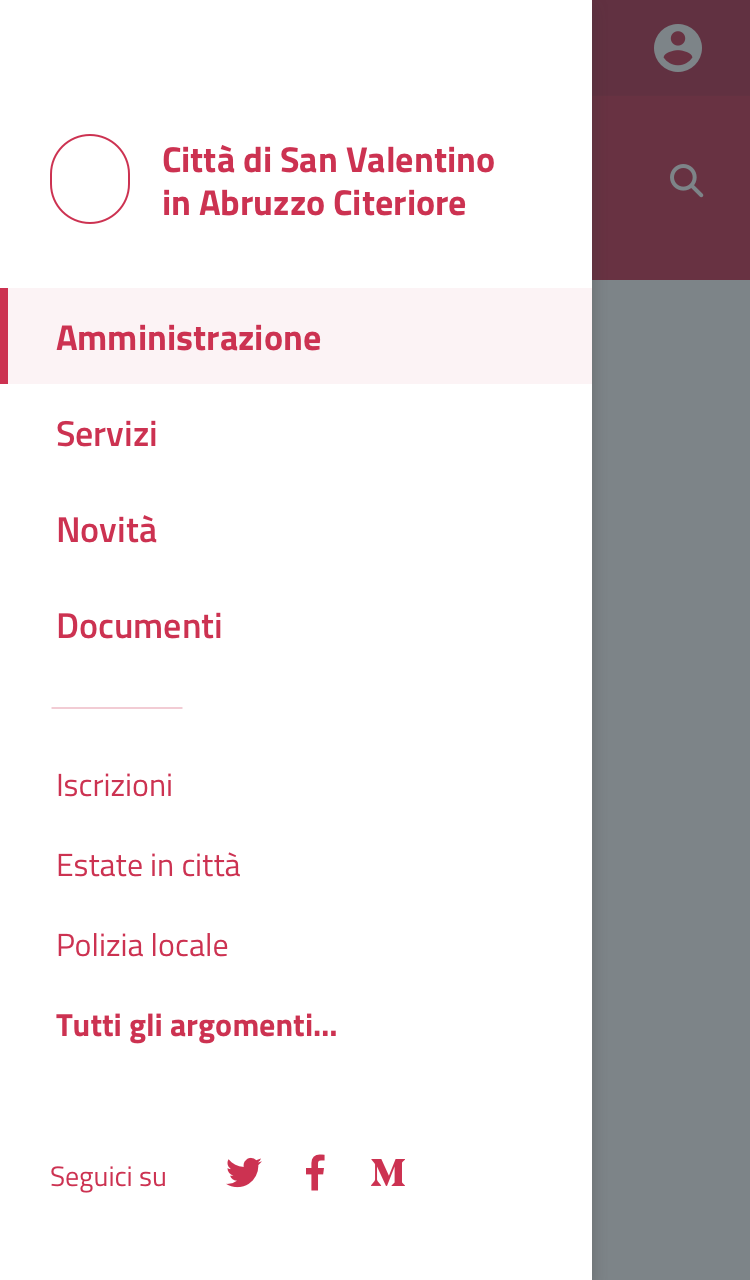 Città di San Valentino
in Abruzzo Citeriore
Amministrazione
Servizi
Novità
Documenti
Iscrizioni
Estate in città
Polizia locale
Tutti gli argomenti...
Seguici su